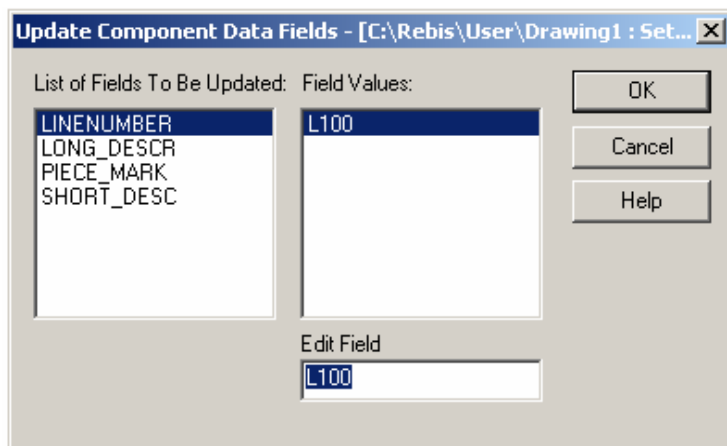 Update Component Data Fields - [C:\Rebis\User\Drawing1 : Set...
List of Fields To Be Updated:
Field Values:
LINENUMBER
LONG_DESCR
PIECE_MARK
SHORT_DESC
L100
Edit Field
L100
OK
Cancel
Help